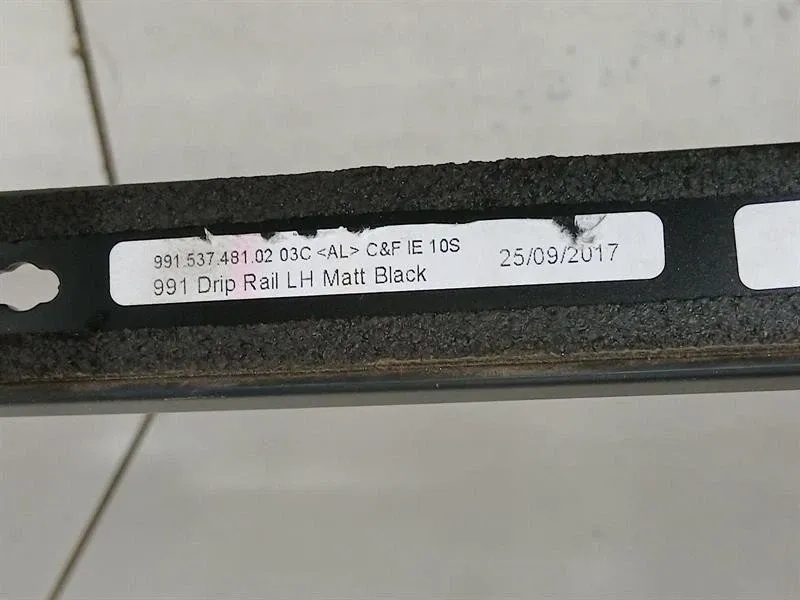 991.537.481.02 03C <AL> C&F IE 10S
991 Drip Rail LH Matt Black
25/09/2017